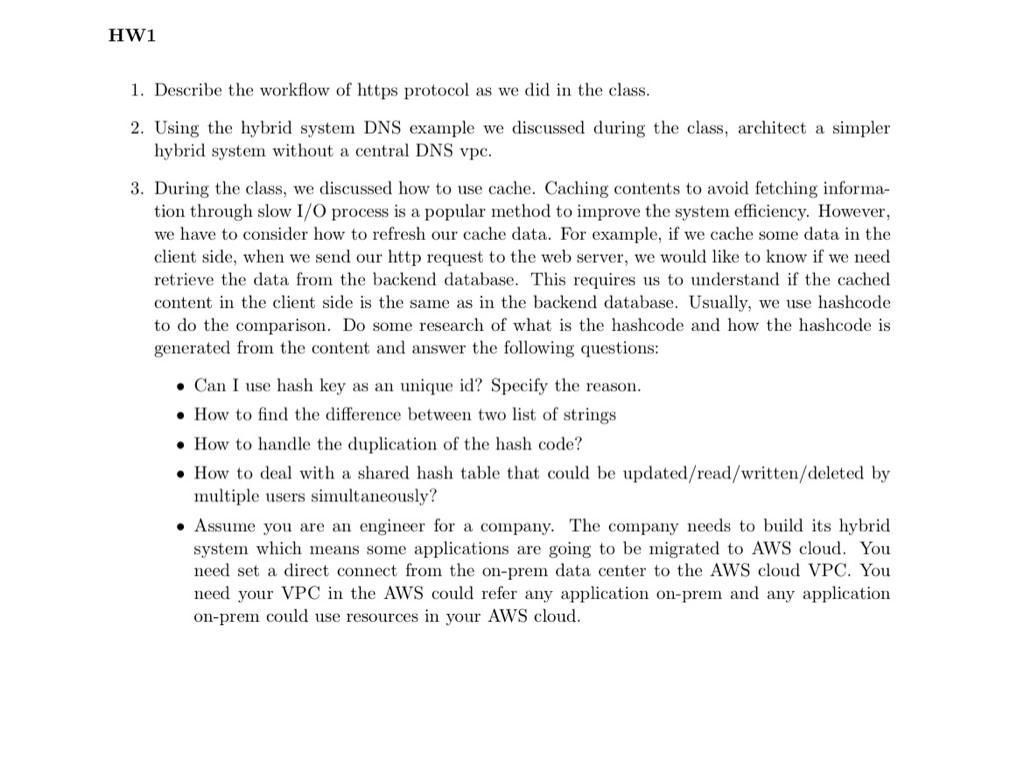 HW1
1. Describe the workflow of https protocol as we did in the class.
2. Using the hybrid system DNS example we discussed during the class, architect a simpler
hybrid system without a central DNS vpc.
3. During the class, we discussed how to use cache. Caching contents to avoid fetching informa-
tion through slow I/O process is a popular method to improve the system efficiency. However,
we have to consider how to refresh our cache data. For example, if we cache some data in the
client side, when we send our http request to the web server, we would like to know if we need
retrieve the data from the backend database. This requires us to understand if the cached
content in the client side is the same as in the backend database. Usually, we use hashcode
to do the comparison. Do some research of what is the hashcode and how the hashcode is
generated from the content and answer the following questions:
• Can I use hash key as an unique id? Specify the reason.
• How to find the difference between two list of strings
• How to handle the duplication of the hash code?
• How to deal with a shared hash table that could be updated/read/written/deleted by
multiple users simultaneously?
• Assume you are an engineer for a company. The company needs to build its hybrid
system which means some applications are going to be migrated to AWS cloud. You
need set a direct connect from the on-prem data center to the AWS cloud VPC. You
need your VPC in the AWS could refer any application on-prem and any application
on-prem could use resources in your AWS cloud.